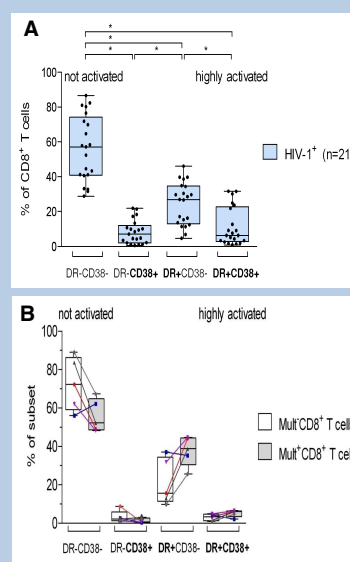 A
*
*
* * *
not activated highly activated
100
80
60
40
20
0
% of CD8+ T cells
HIV-1+ (n=21
DR-CD38- DR-CD38+ DR+CD38- DR+CD38+
B
not activated highly activated
100
80
60
40
20
0
% of subset
Mult-CD8+ T cell
Mult+CD8+ T cell
DR-CD38- DR-CD38+ DR+CD38- DR+CD38+